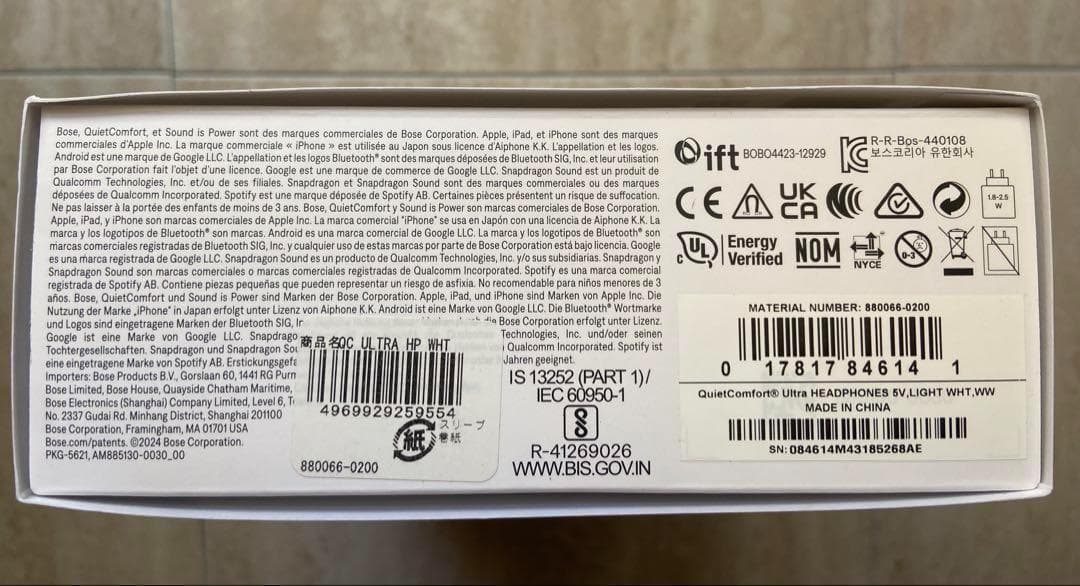 Bose, QuietComfort, et Sound is Power sont des marques commerciales de Bose Corporation. Apple, iPad, et iPhone sont des marques
commerciales d'Apple Inc. La marque commerciale « iPhone » est utilisée au Japon sous licence d'Aiphone K.K. L'appellation et les logos.
Android est une marque de Google LLC. L'appellation et les logos Bluetooth® sont des marques déposées de Bluetooth SIG, Inc. et leur utilisation
par Bose Corporation fait l'objet d'une licence. Google est une marque de commerce de Google LLC. Snapdragon Sound est un produit de
Qualcomm Technologies, Inc. et/ou de ses filiales. Snapdragon et Snapdragon Sound sont des marques commerciales ou des marques
déposées de Qualcomm Incorporated. Spotify est une marque déposée de Spotify AB. Certaines pièces présentent un risque de suffocation.
Ne pas laisser à la portée des enfants de moins de 3 ans. Bose, QuietComfort y Sound is Power son marcas comerciales de Bose Corporation.
Apple, iPad, y iPhone son marcas comerciales de Apple Inc. La marca comercial "iPhone" se usa en Japón con una licencia de Aiphone K.K. La
marca y los logotipos de Bluetooth® son marcas. Android es una marca comercial de Google LLC. La marca y los logotipos de Bluetooth® son
marcas comerciales registradas de Bluetooth SIG, Inc. y cualquier uso de estas marcas por parte de Bose Corporation está bajo licencia. Google
es una marca registrada de Google LLC. Snapdragon Sound es un producto de Qualcomm Technologies, Inc. y/o sus subsidiarias. Snapdragon y
Snapdragon Sound son marcas comerciales o marcas comerciales registradas de Qualcomm Incorporated. Spotify es una marca comercial
registrada de Spotify AB. Contiene piezas pequeñas que pueden representar un riesgo de asfixia. No recomendable para niños menores de 3
años. Bose, QuietComfort und Sound is Power sind Marken der Bose Corporation. Apple, iPad, und iPhone sind Marken von Apple Inc. Die
Nutzung der Marke „iPhone" in Japan erfolgt unter Lizenz von Aiphone K.K. Android ist eine Marke von Google LLC. Die Bluetooth® Wortmarke
und Logos sind eingetragene Marken der Bluetooth SIG, Ir die Bose Corporation erfolgt unter Lizenz.
Google ist eine Marke von Google LLC. Snapdrago Technologies, Inc. und/oder seinen
Tochtergesellschaften. Snapdragon und Snapdragon Sou Qualcomm Incorporated. Spotify ist
eine eingetragene Marke von Spotify AB. Erstickungsgefa Jahren geeignet.
Importers: Bose Products B.V., Gorslaan 60, 1441 RG Purm
Bose Limited, Bose House, Quayside Chatham Maritime,
Bose Electronics (Shanghai) Company Limited, Level 6, T
No. 2337 Gudai Rd. Minhang District, Shanghai 201100
Bose Corporation, Framingham, MA 01701 USA
Bose.com/patents. ©2024 Bose Corporation.
PKG-5621, AM885130-0030_00
商品名QC ULTRA HP WHT
4969929259554
紙
スリーブ
巻紙
880066-0200
IS 13252 (PART 1)/
IEC 60950-1
R-41269026
WWW.BIS.GOV.IN
ift BOBO4423-12929
KC
R-R-Bos-440108
보스코리아 유한회사
CE
UK
CA
1.8-2.5
W
c UL Energy
Verified
NOM
NYCE
0-3
MATERIAL NUMBER: 880066-0200
0 17817 84614 1
QuietComfort® Ultra HEADPHONES 5V,LIGHT WHT,WW
MADE IN CHINA
SN: 084614M43185268AE